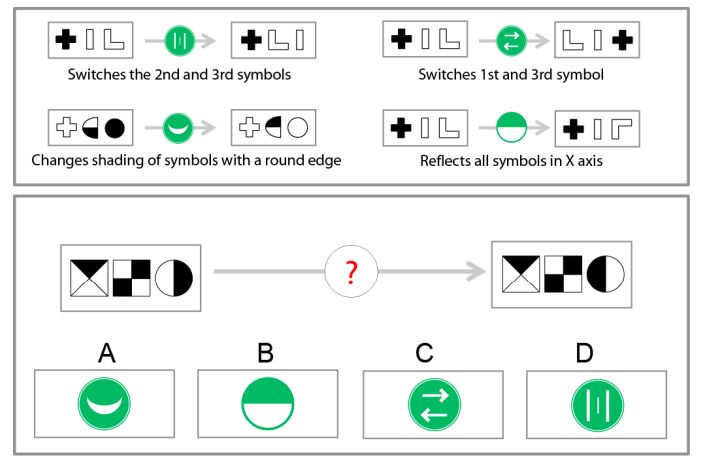 Switches the 2nd and 3rd symbols
Switches 1st and 3rd symbol
Changes shading of symbols with a round edge
Reflects all symbols in X axis
?
A B C D